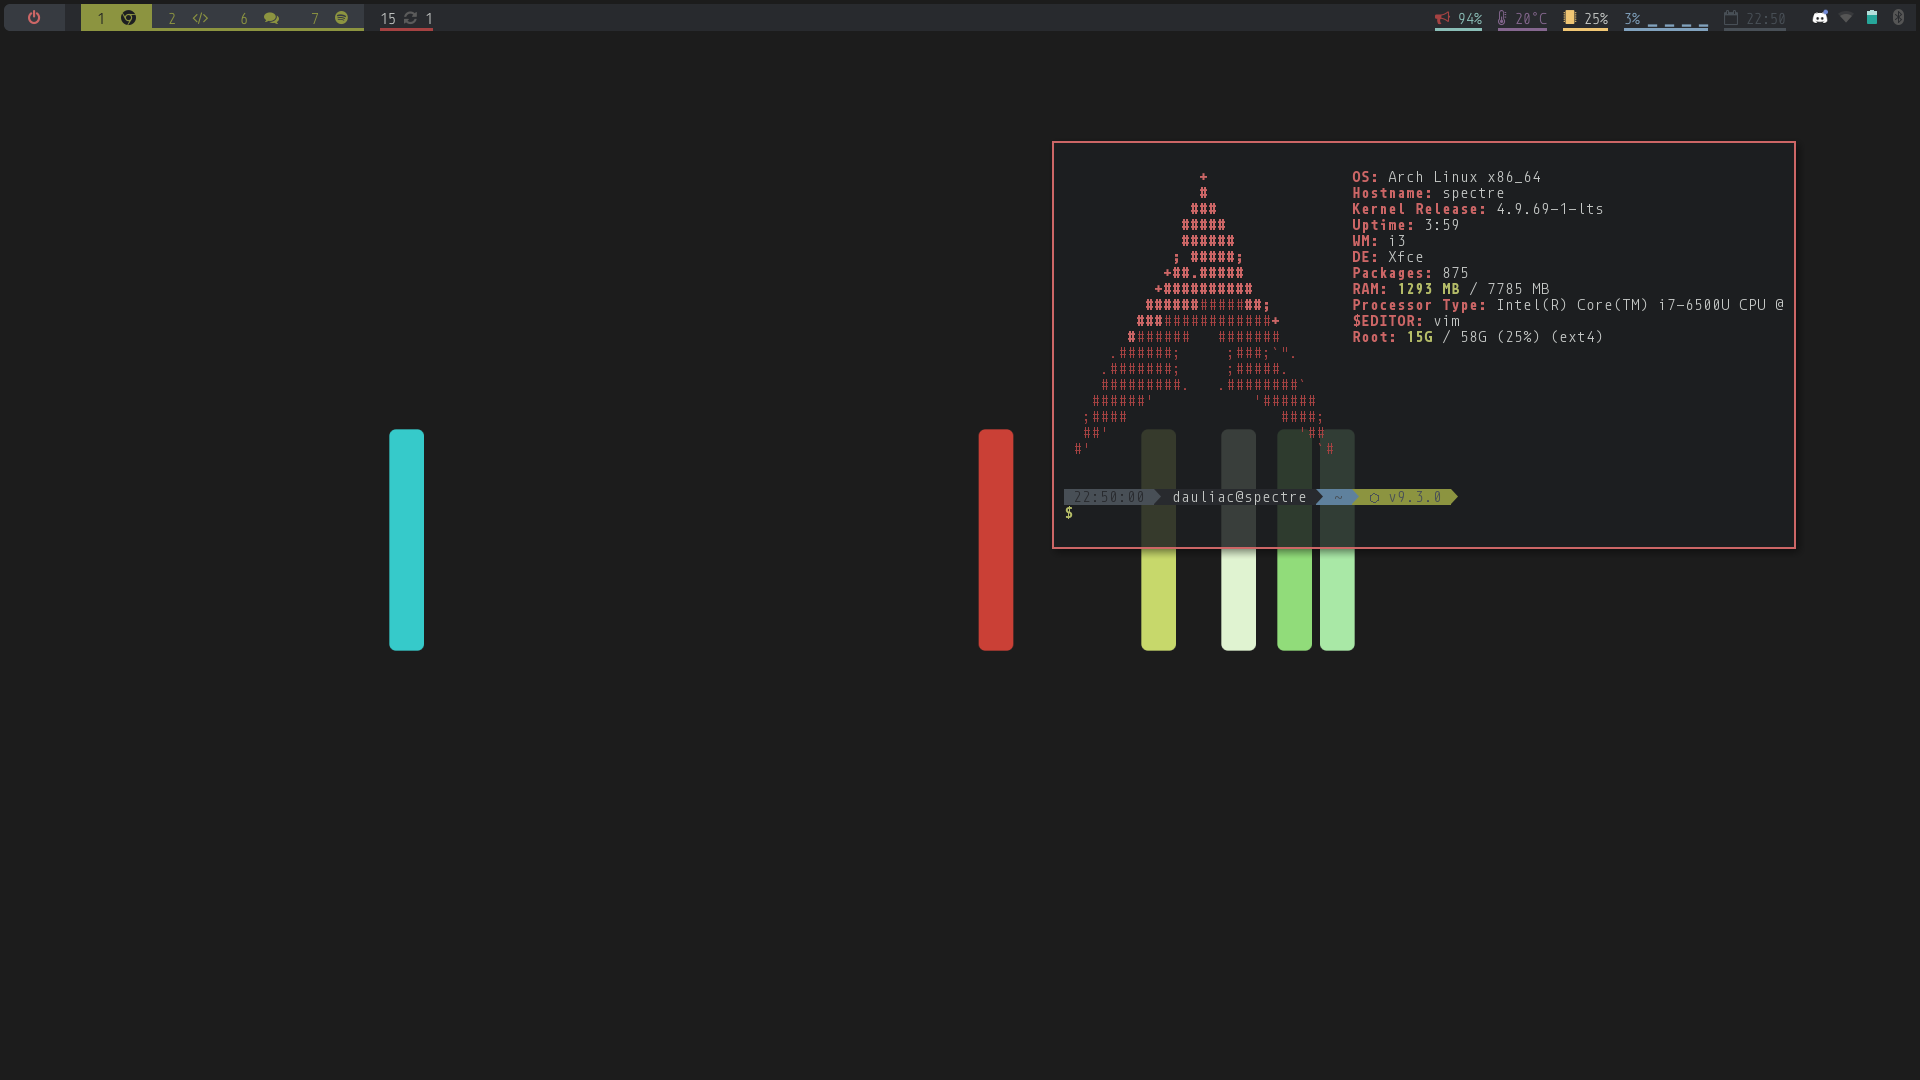 1 2 </> 6 7 15 1 94% 20°C 25% 3% 22:50
OS: Arch Linux x86_64
Hostname: spectre
Kernel Release: 4.9.69-1-lts
Uptime: 3:59
WM: i3
DE: Xfce
Packages: 875
RAM: 1293 MB / 7785 MB
Processor Type: Intel(R) Core(TM) i7-6500U CPU @
$EDITOR: vim
Root: 15G / 58G (25%) (ext4)
22:50:00 dauliac@spectre ~ ⬡ v9.3.0
$